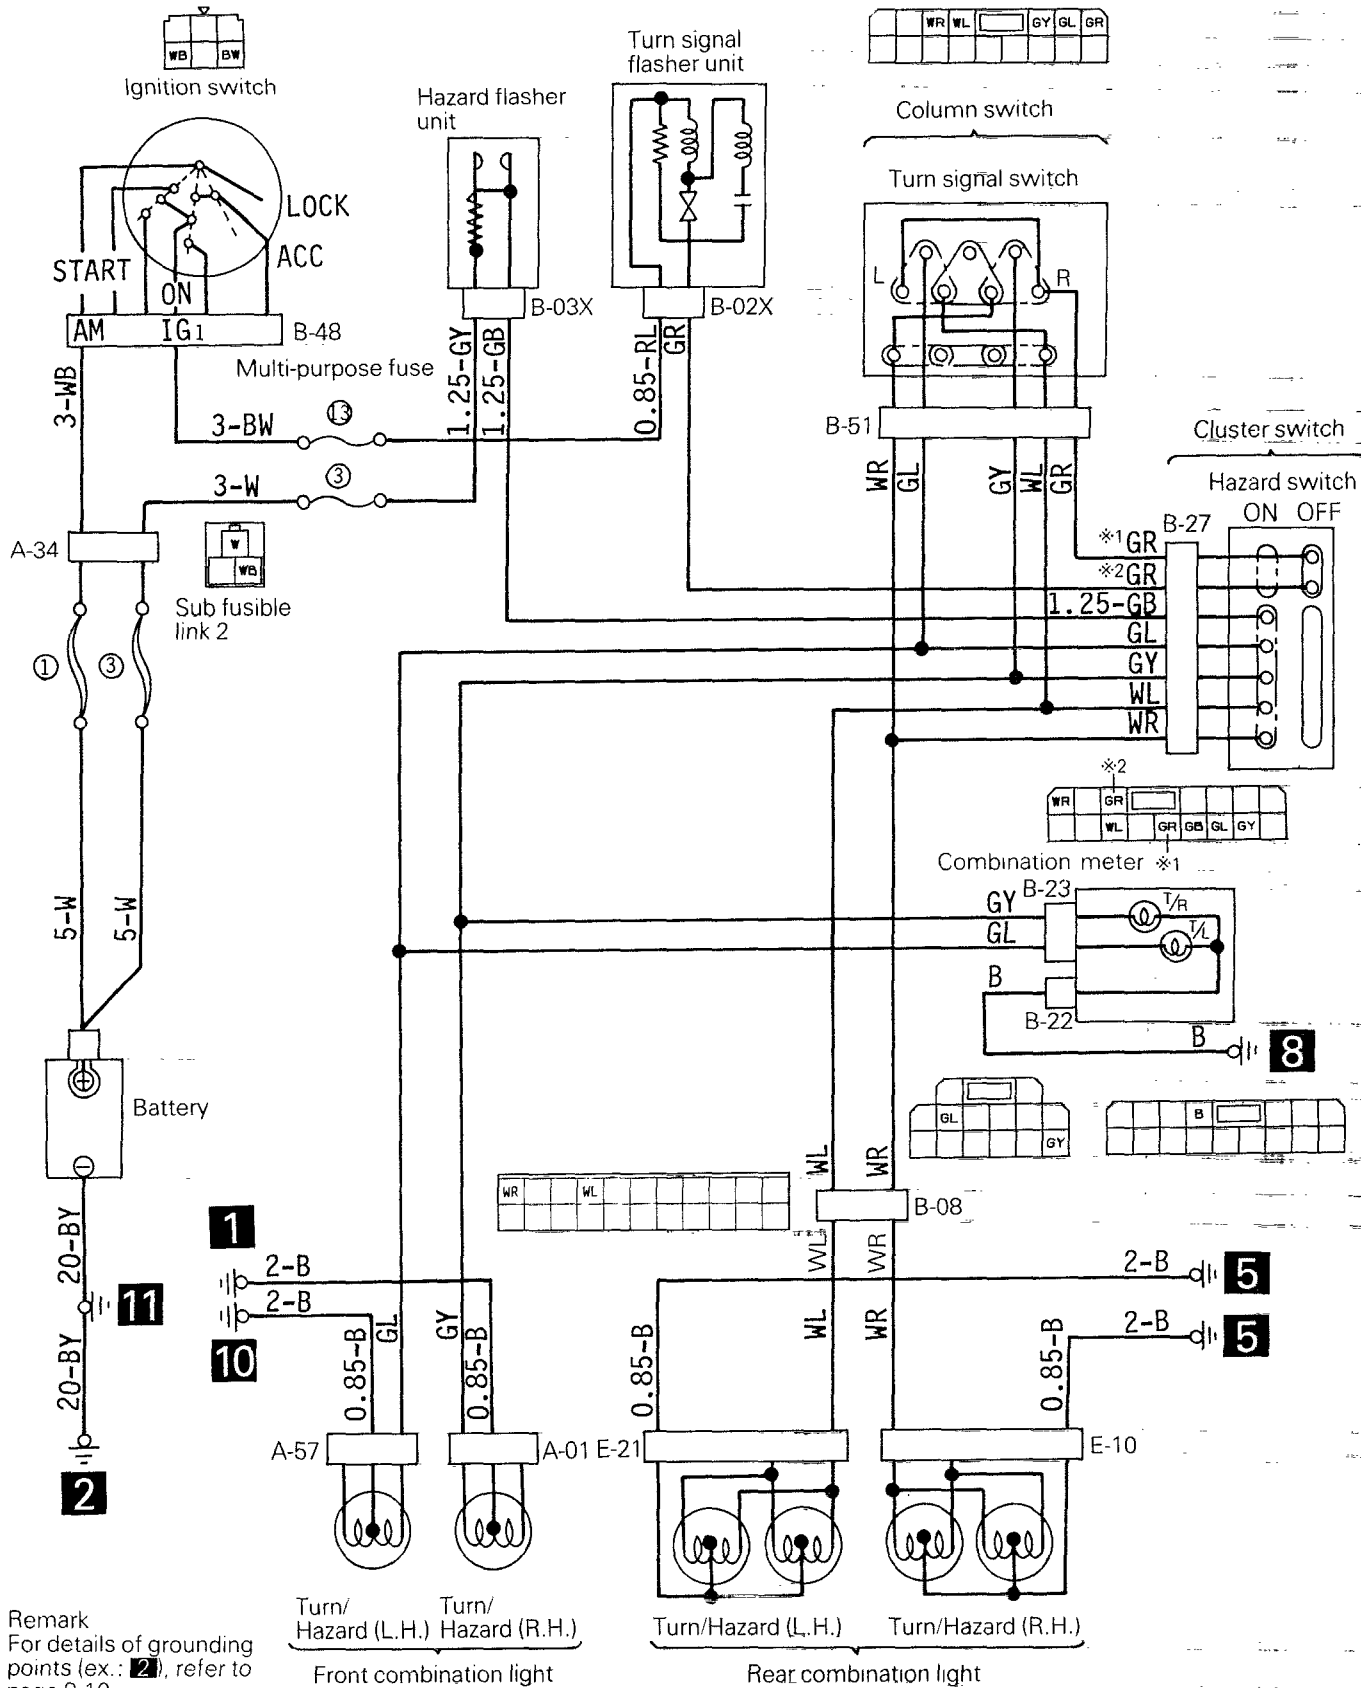 WB BW
Ignition switch
LOCK
ACC
START
ON
AM IG1 B-48
Hazard flasher
unit
B-03X
Turn signal
flasher unit
B-02X
WR WL GY GL GR
Column switch
Turn signal switch
L R
B-51
WR GL GY WL GR
Multi-purpose fuse
3-WB
3-BW 13
3-W 3
1.25-GY
1.25-GB
0.85-RL
GR
A-34
W
WB
Sub fusible
link 2
1 3
5-W 5-W
Cluster switch
Hazard switch
ON OFF
B-27
※1 GR
※2 GR
1.25-GB
GL
GY
WL
WR
※2
WR GR
WL GR GB GL GY
※1
Combination meter
B-23
GY T/R
GL T/L
B
B-22
B 8
GL
GY
B
Battery
+
−
20-BY
11
20-BY
2
WR WL
WL WR
B-08
WL WR
WL WR
1
2-B
2-B
10
2-B 5
2-B 5
0.85-B GL GY 0.85-B
0.85-B 0.85-B
A-57 A-01 E-21 E-10
Turn/
Hazard (L.H.)
Turn/
Hazard (R.H.)
Front combination light
Turn/Hazard (L.H.) Turn/Hazard (R.H.)
Rear combination light
Remark
For details of grounding
points (ex.: 2), refer to